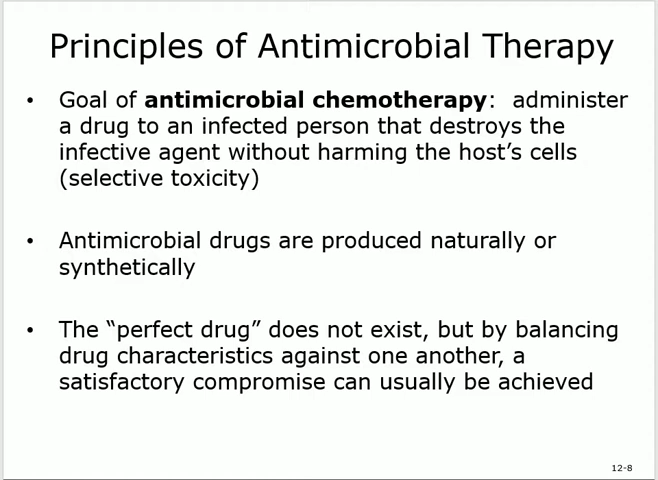 Principles of Antimicrobial Therapy
• Goal of antimicrobial chemotherapy:  administer
a drug to an infected person that destroys the
infective agent without harming the host’s cells
(selective toxicity)
• Antimicrobial drugs are produced naturally or
synthetically
• The “perfect drug” does not exist, but by balancing
drug characteristics against one another, a
satisfactory compromise can usually be achieved
12-8